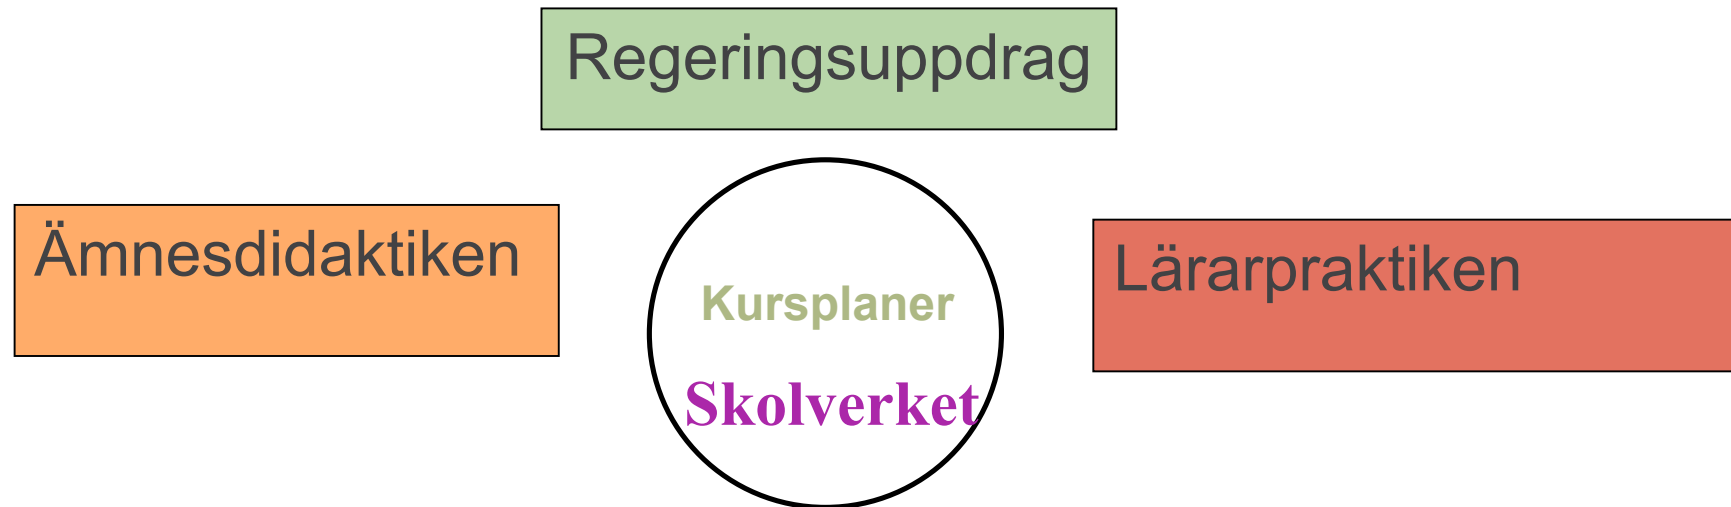 Regeringsuppdrag
Ämnesdidaktiken
Lärarpraktiken
Kursplaner
Skolverket